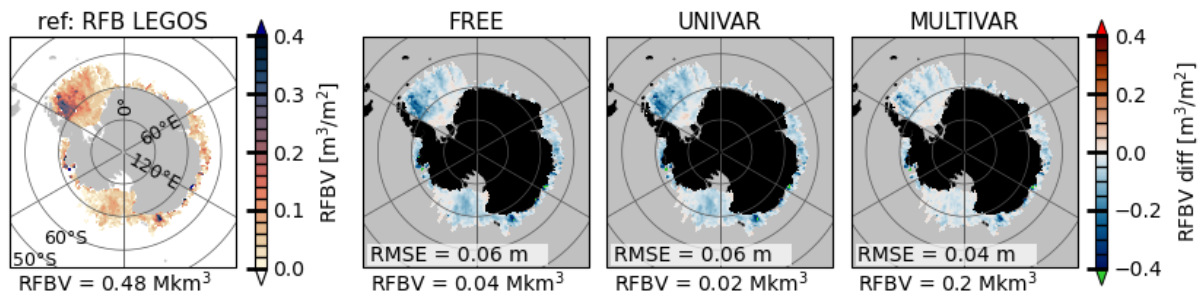 ref: RFB LEGOS
FREE
UNIVAR
MULTIVAR
0°
60°E
120°E
60°S
50°S
0.4
0.3
0.2
0.1
0.0
RFBV [m³/m²]
RMSE = 0.06 m
RMSE = 0.06 m
RMSE = 0.04 m
0.4
0.2
0.0
−0.2
−0.4
RFBV diff [m³/m²]
RFBV = 0.48 Mkm³
RFBV = 0.04 Mkm³
RFBV = 0.02 Mkm³
RFBV = 0.2 Mkm³